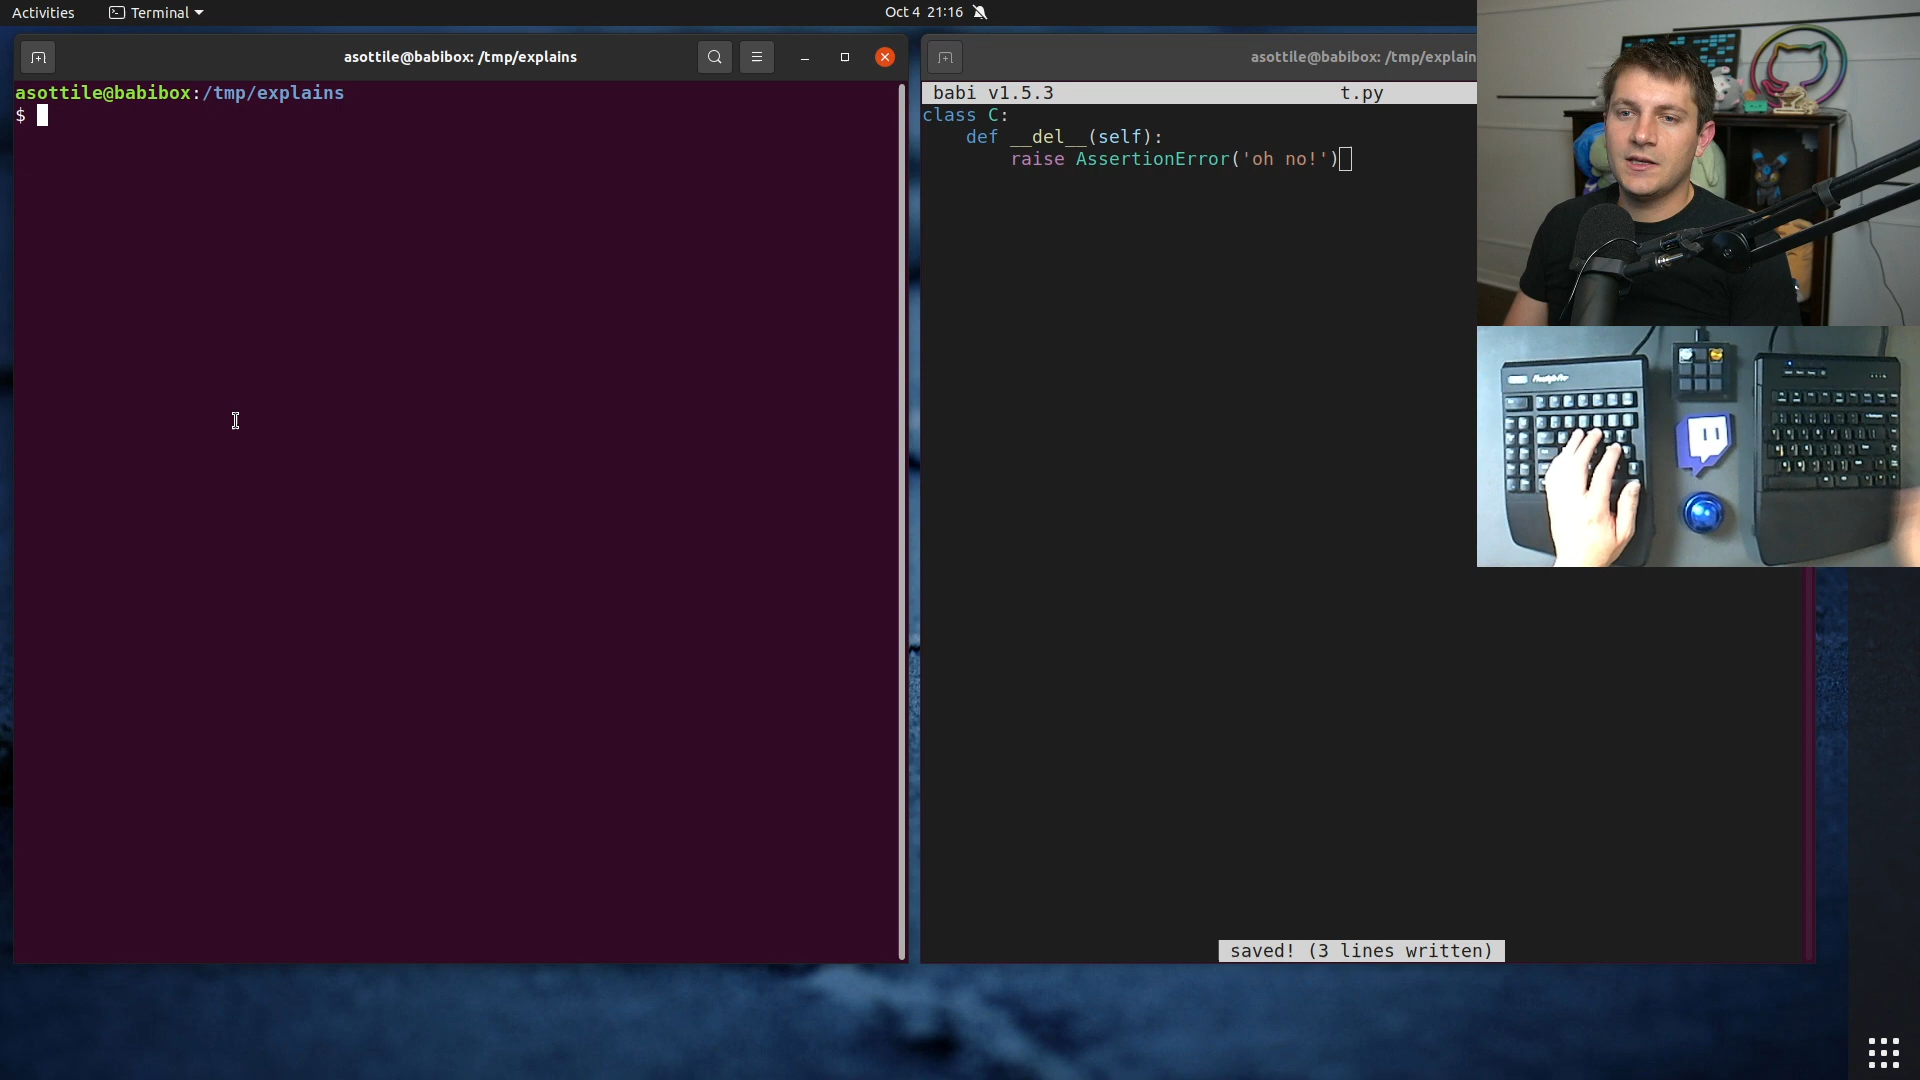 Activities
Terminal
Oct 4 21:16
asottile@babibox: /tmp/explains
asottile@babibox:/tmp/explains
$
asottile@babibox: /tmp/explain
babi v1.5.3 t.py
class C:
    def __del__(self):
        raise AssertionError('oh no!')
saved! (3 lines written)